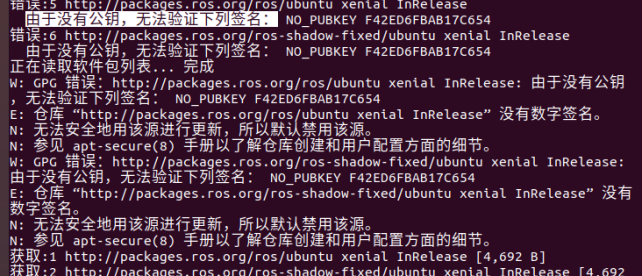 错误:5 http://packages.ros.org/ros/ubuntu xenial InRelease
由于没有公钥，无法验证下列签名： NO_PUBKEY F42ED6FBAB17C654
错误:6 http://packages.ros.org/ros-shadow-fixed/ubuntu xenial InRelease
由于没有公钥，无法验证下列签名： NO_PUBKEY F42ED6FBAB17C654
正在读取软件包列表... 完成
W: GPG 错误：http://packages.ros.org/ros/ubuntu xenial InRelease: 由于没有公钥
，无法验证下列签名： NO_PUBKEY F42ED6FBAB17C654
E: 仓库 “http://packages.ros.org/ros/ubuntu xenial InRelease” 没有数字签名。
N: 无法安全地用该源进行更新，所以默认禁用该源。
N: 参见 apt-secure(8) 手册以了解仓库创建和用户配置方面的细节。
W: GPG 错误：http://packages.ros.org/ros-shadow-fixed/ubuntu xenial InRelease:
由于没有公钥，无法验证下列签名： NO_PUBKEY F42ED6FBAB17C654
E: 仓库 “http://packages.ros.org/ros-shadow-fixed/ubuntu xenial InRelease” 没有
数字签名。
N: 无法安全地用该源进行更新，所以默认禁用该源。
N: 参见 apt-secure(8) 手册以了解仓库创建和用户配置方面的细节。
获取:1 http://packages.ros.org/ros/ubuntu xenial InRelease [4,692 B]
获取:2 http://packages.ros.org/ros-shadow-fixed/ubuntu xenial InRelease [4,692